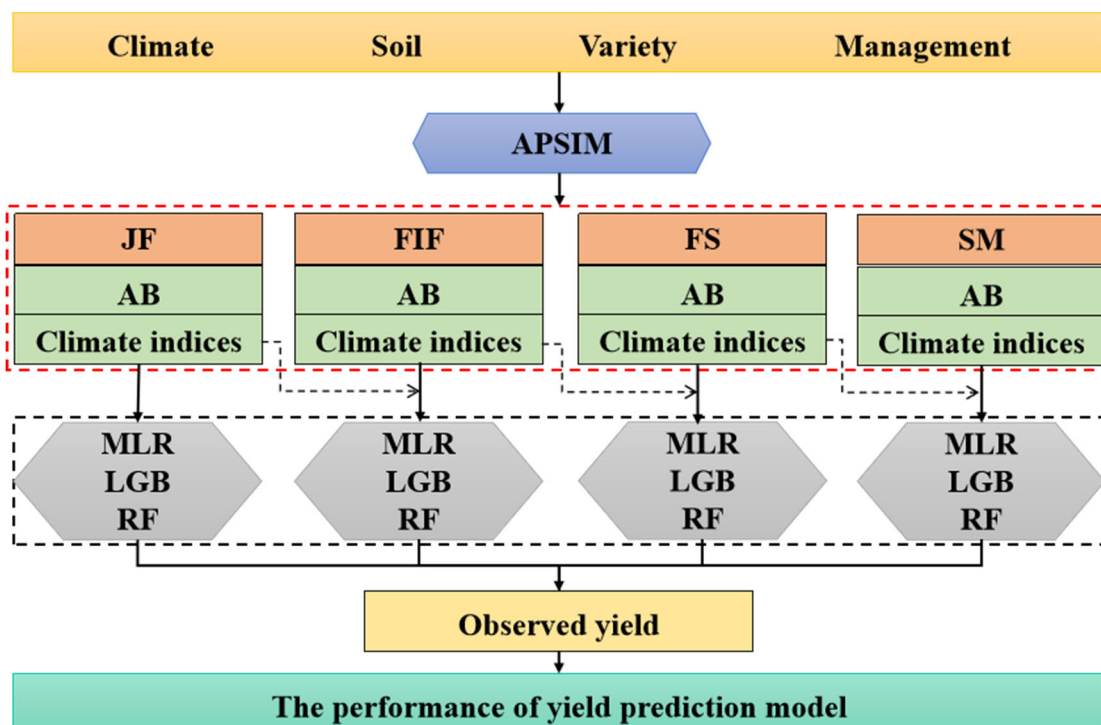 Climate Soil Variety Management
APSIM
JF FIF FS SM
AB AB AB AB
Climate indices Climate indices Climate indices Climate indices
MLR MLR MLR MLR
LGB LGB LGB LGB
RF RF RF RF
Observed yield
The performance of yield prediction model